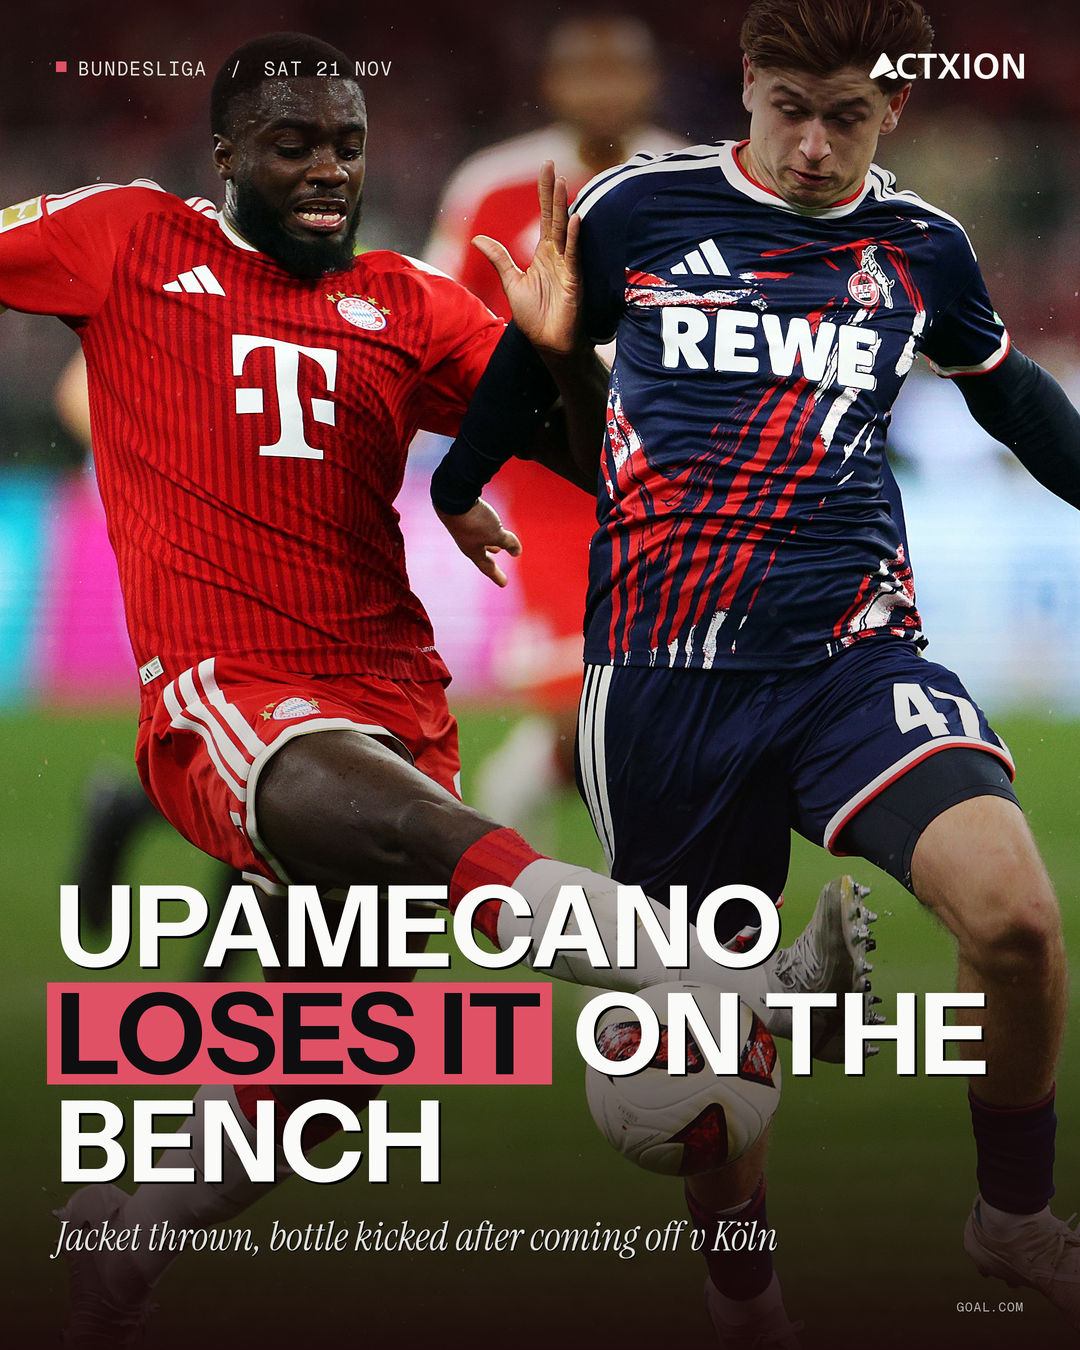 BUNDESLIGA / SAT 21 NOV
ACTXION
T
REWE
47
UPAMECANO
LOSES IT ON THE
BENCH
Jacket thrown, bottle kicked after coming off v Köln
GOAL.COM